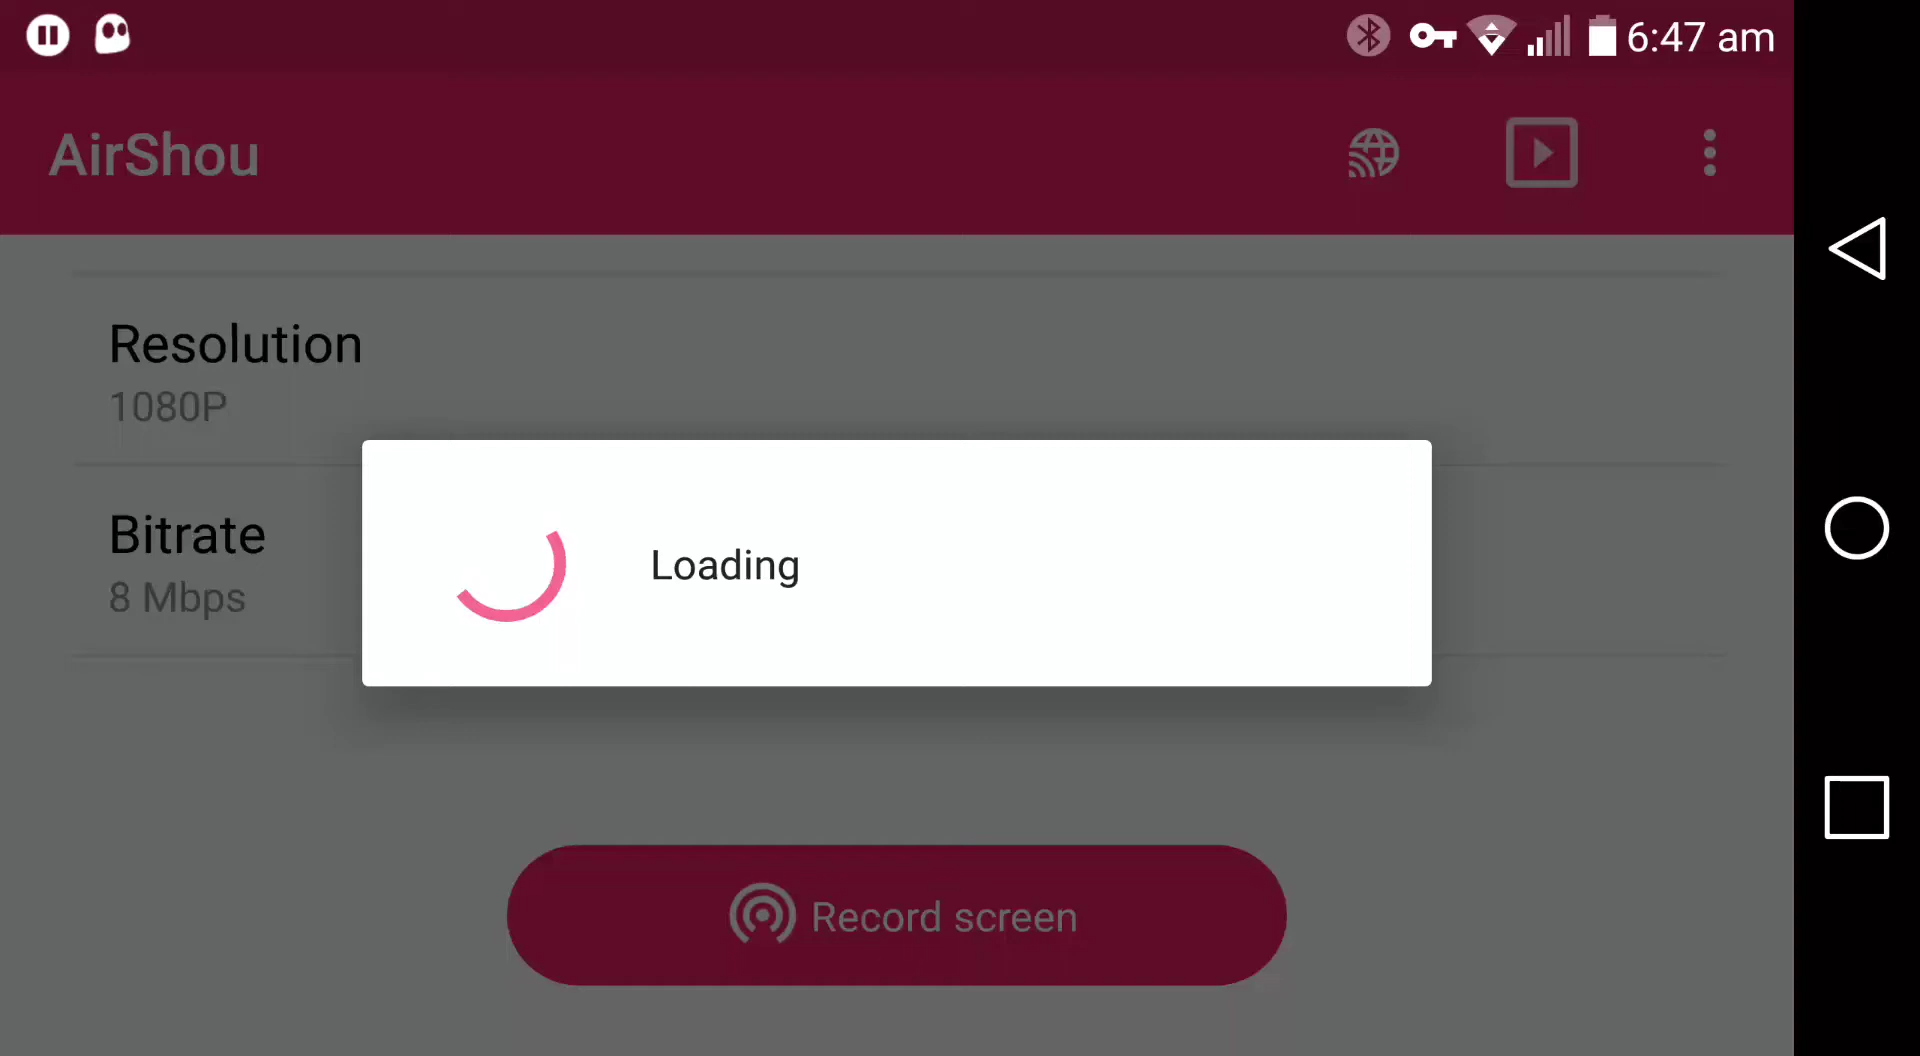 6:47 am
AirShou
Resolution
1080P
Bitrate
8 Mbps
Loading
Record screen